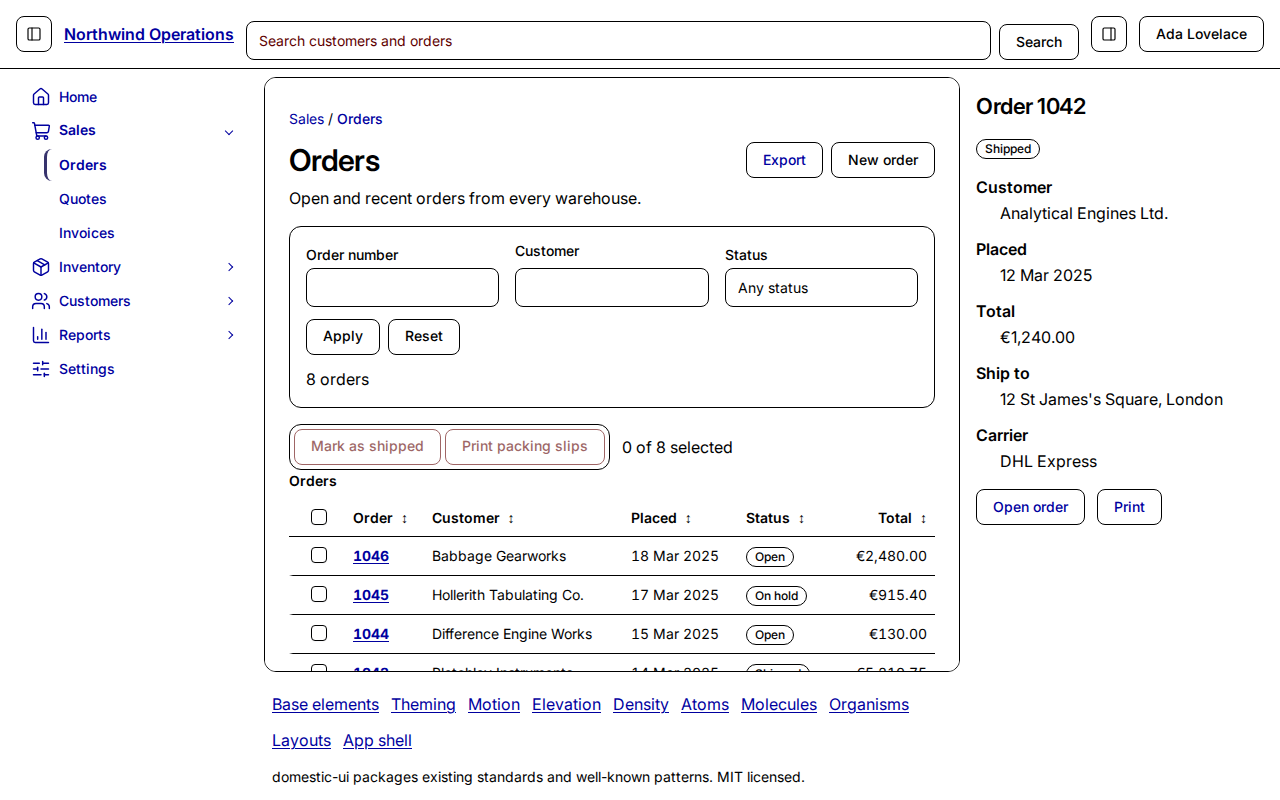 Northwind Operations
Search customers and orders
Search
Ada Lovelace
Home
Sales
Orders
Quotes
Invoices
Inventory
Customers
Reports
Settings
Sales / Orders
Orders
Export
New order
Open and recent orders from every warehouse.
Order number
Customer
Status
Any status
Apply
Reset
8 orders
Mark as shipped
Print packing slips
0 of 8 selected
Orders
Order ↕ Customer ↕ Placed ↕ Status ↕ Total ↕
1046 Babbage Gearworks 18 Mar 2025 Open €2,480.00
1045 Hollerith Tabulating Co. 17 Mar 2025 On hold €915.40
1044 Difference Engine Works 15 Mar 2025 Open €130.00
Order 1042
Shipped
Customer
Analytical Engines Ltd.
Placed
12 Mar 2025
Total
€1,240.00
Ship to
12 St James's Square, London
Carrier
DHL Express
Open order
Print
Base elements Theming Motion Elevation Density Atoms Molecules Organisms
Layouts App shell
domestic-ui packages existing standards and well-known patterns. MIT licensed.